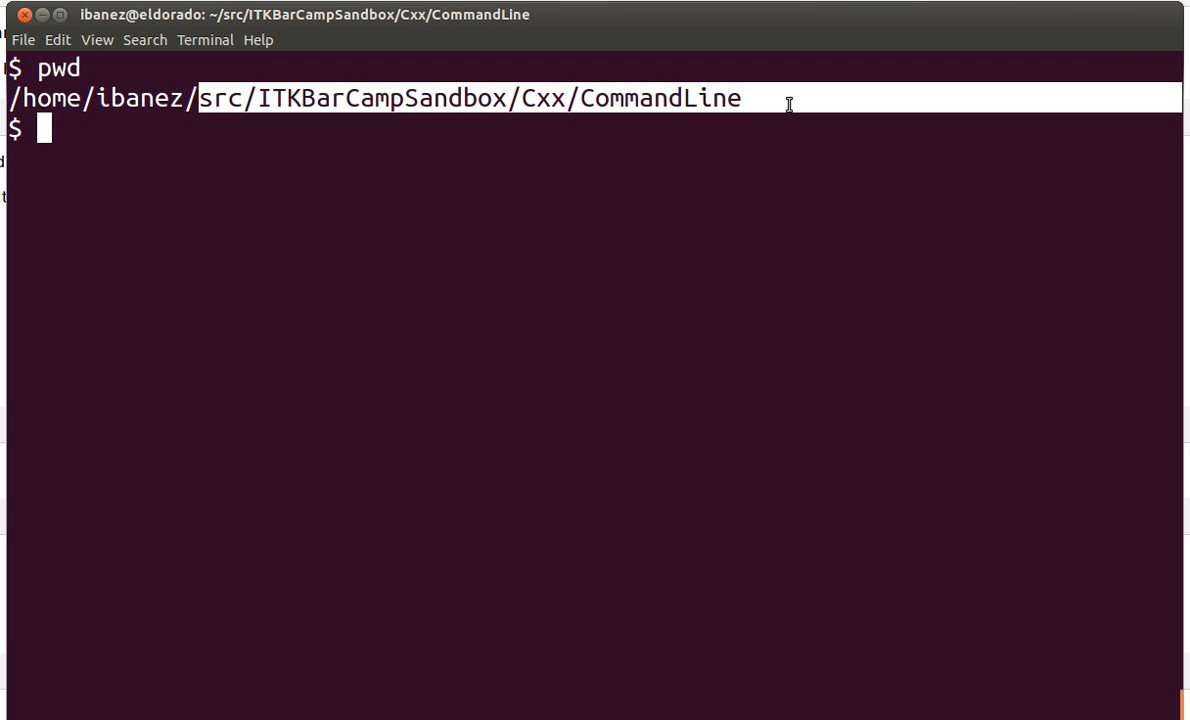 ibanez@eldorado: ~/src/ITKBarCampSandbox/Cxx/CommandLine
File Edit View Search Terminal Help
$ pwd
/home/ibanez/src/ITKBarCampSandbox/Cxx/CommandLine
$